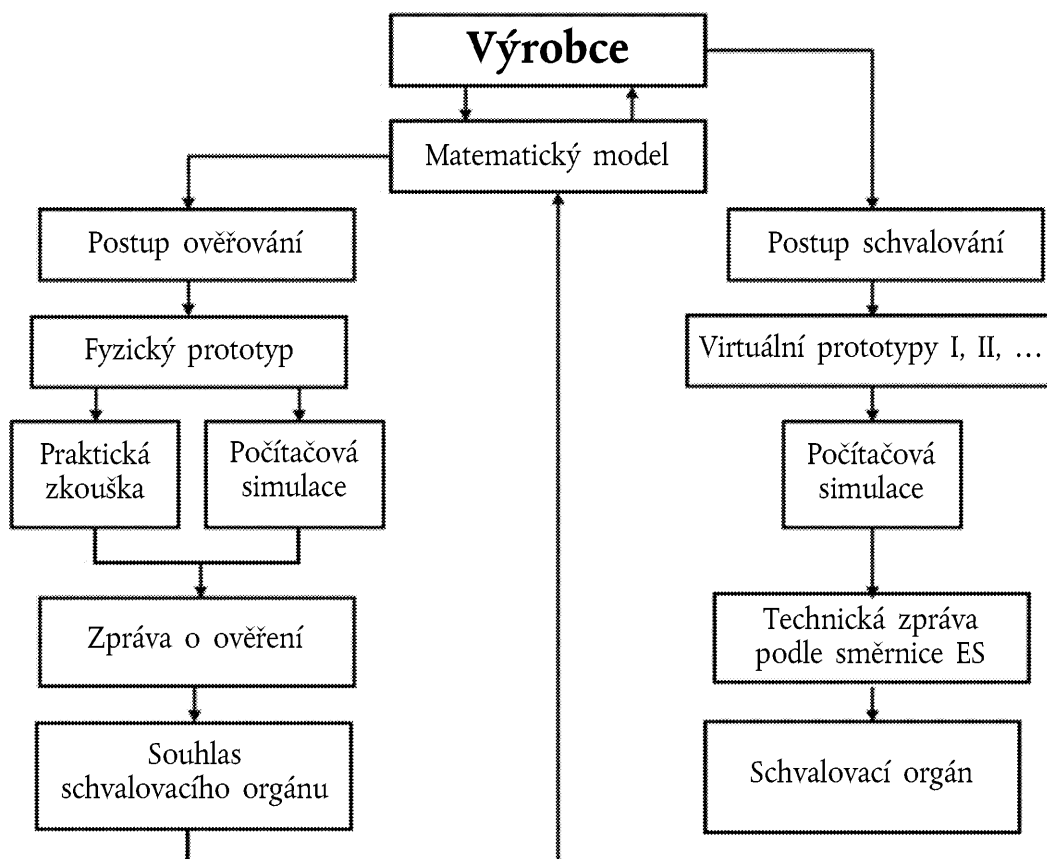 Výrobce
Matematický model
Postup ověřování
Fyzický prototyp
Praktická
zkouška
Počítačová
simulace
Zpráva o ověření
Souhlas
schvalovacího orgánu
Postup schvalování
Virtuální prototypy I, II, …
Počítačová
simulace
Technická zpráva
podle směrnice ES
Schvalovací orgán